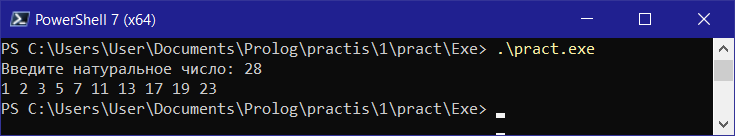 PowerShell 7 (x64)
PS C:\Users\User\Documents\Prolog\practis\1\pract\Exe> .\pract.exe
Введите натуральное число: 28
1 2 3 5 7 11 13 17 19 23
PS C:\Users\User\Documents\Prolog\practis\1\pract\Exe>